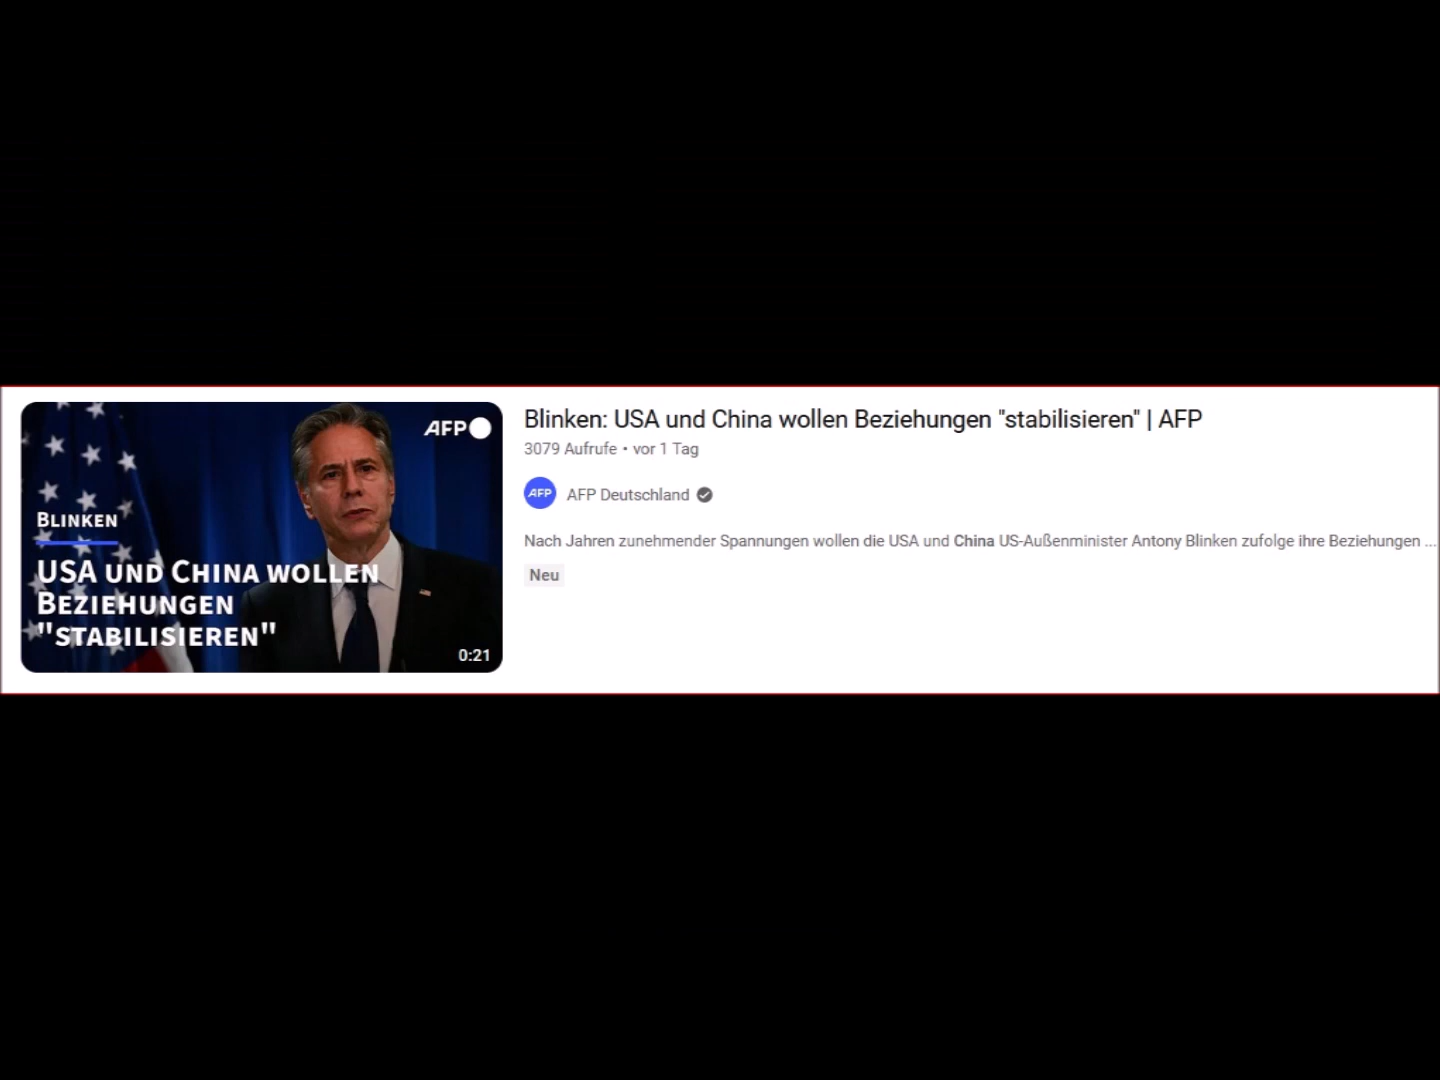 AFP
BLINKEN
USA UND CHINA WOLLEN
BEZIEHUNGEN
"STABILISIEREN"
0:21
Blinken: USA und China wollen Beziehungen "stabilisieren" | AFP
3079 Aufrufe • vor 1 Tag
AFP AFP Deutschland
Nach Jahren zunehmender Spannungen wollen die USA und China US-Außenminister Antony Blinken zufolge ihre Beziehungen ...
Neu